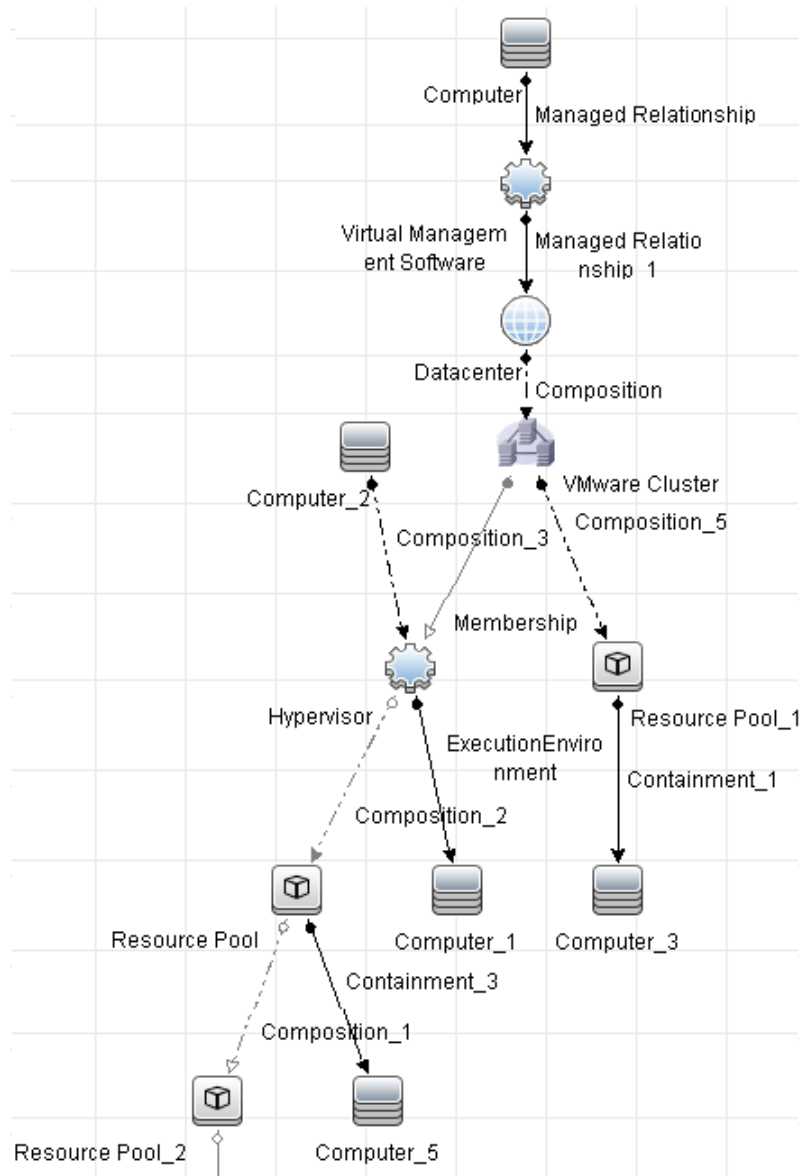 Computer
Managed Relationship
Virtual Managem
ent Software
Managed Relatio
nship_1
Datacenter
Composition
VMware Cluster
Computer_2
Composition_5
Composition_3
Membership
Hypervisor
Resource Pool_1
ExecutionEnviro
nment
Containment_1
Composition_2
Resource Pool
Computer_1
Computer_3
Containment_3
Composition_1
Resource Pool_2
Computer_5